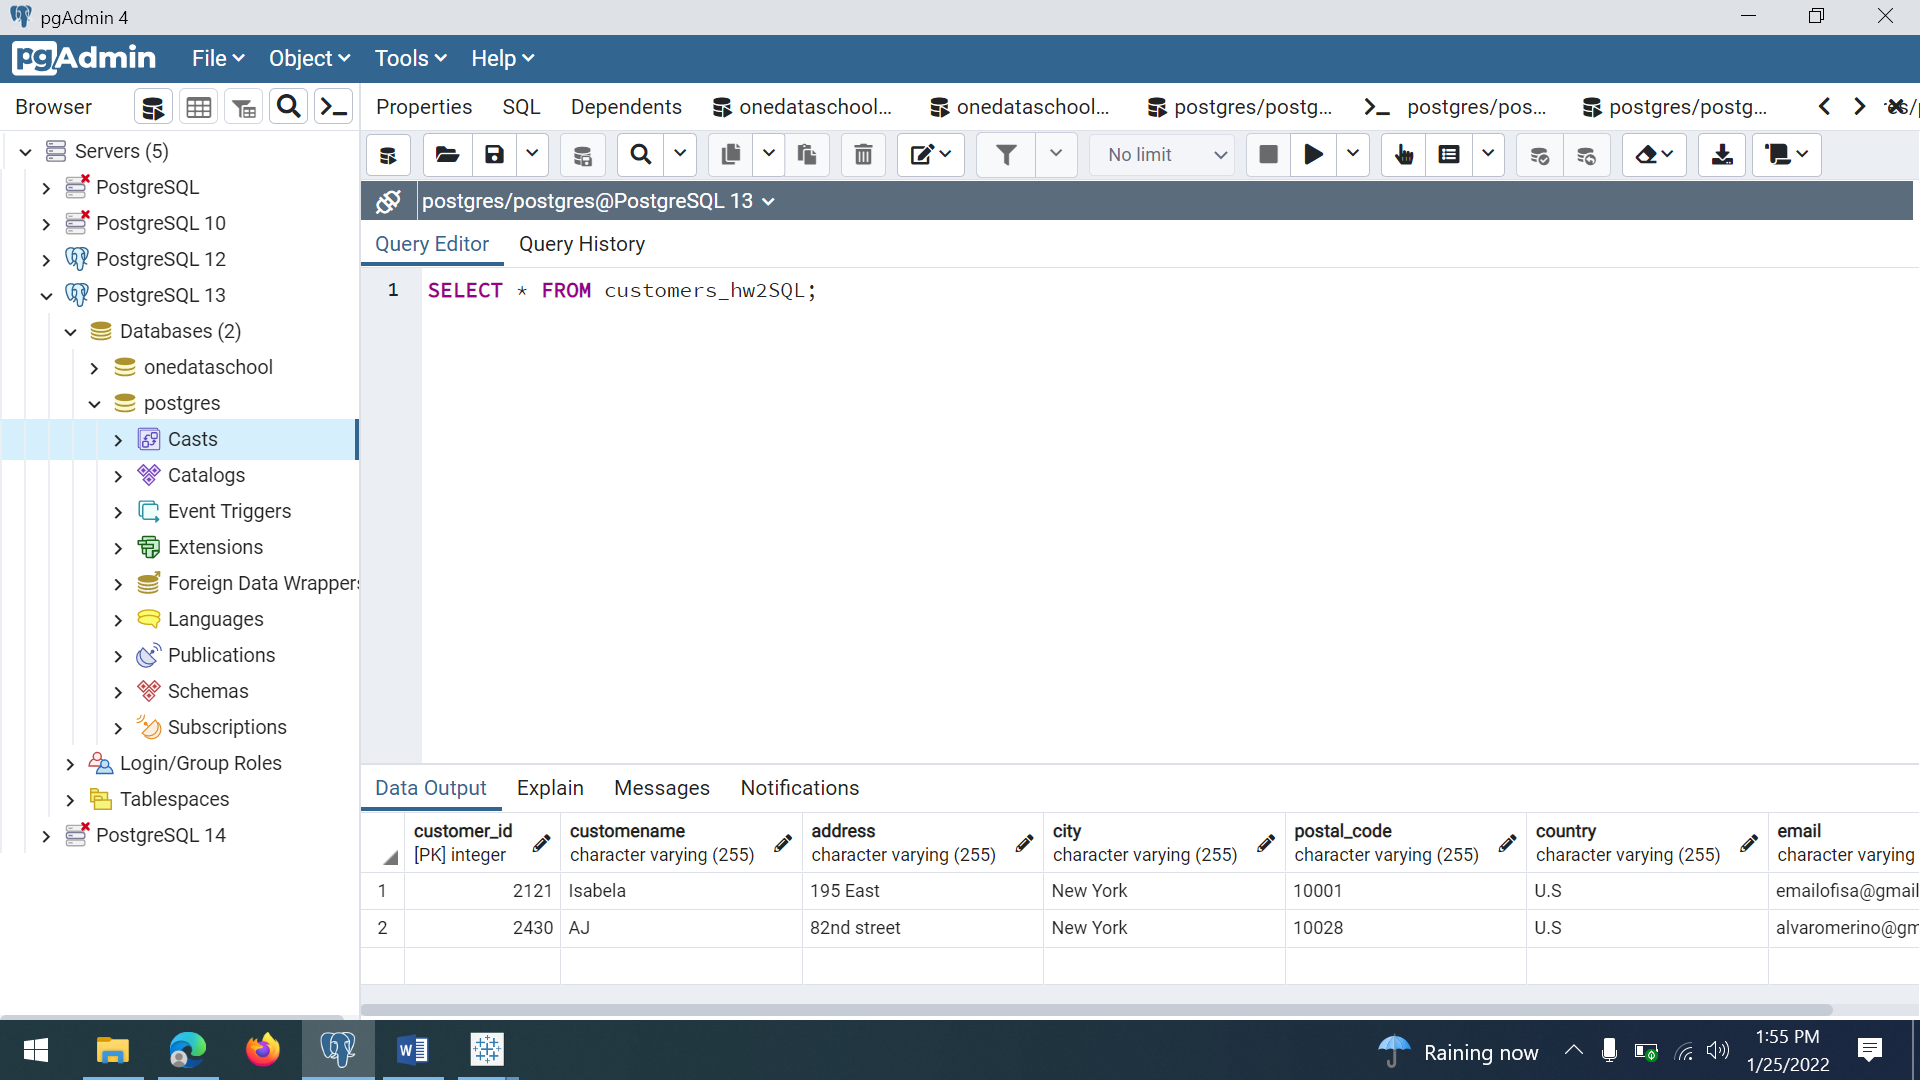 pgAdmin 4
pgAdmin File Object Tools Help
Browser
Properties SQL Dependents onedataschool... onedataschool... postgres/postg... postgres/pos... postgres/postg...
Servers (5)
PostgreSQL
PostgreSQL 10
PostgreSQL 12
PostgreSQL 13
Databases (2)
onedataschool
postgres
Casts
Catalogs
Event Triggers
Extensions
Foreign Data Wrappers
Languages
Publications
Schemas
Subscriptions
Login/Group Roles
Tablespaces
PostgreSQL 14
No limit
postgres/postgres@PostgreSQL 13
Query Editor Query History
1 SELECT * FROM customers_hw2SQL;
Data Output Explain Messages Notifications
customer_id customename address city postal_code country email
[PK] integer character varying (255) character varying (255) character varying (255) character varying (255) character varying (255) character varying
1 2121 Isabela 195 East New York 10001 U.S emailofisa@gmail
2 2430 AJ 82nd street New York 10028 U.S alvaromerino@gm
Raining now
1:55 PM
1/25/2022